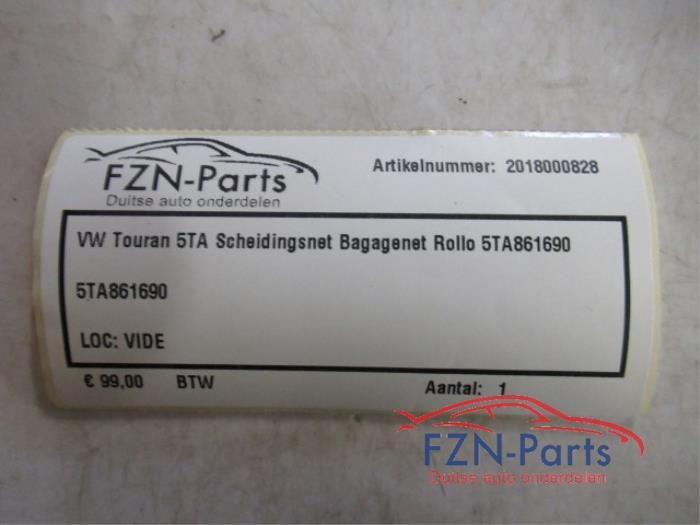 FZN-Parts
Duitse auto onderdelen
Artikelnummer: 2018000828
VW Touran 5TA Scheidingsnet Bagagenet Rollo 5TA861690
5TA861690
LOC: VIDE
€ 99,00 BTW
Aantal: 1
FZN-Parts
Duitse auto onderdelen